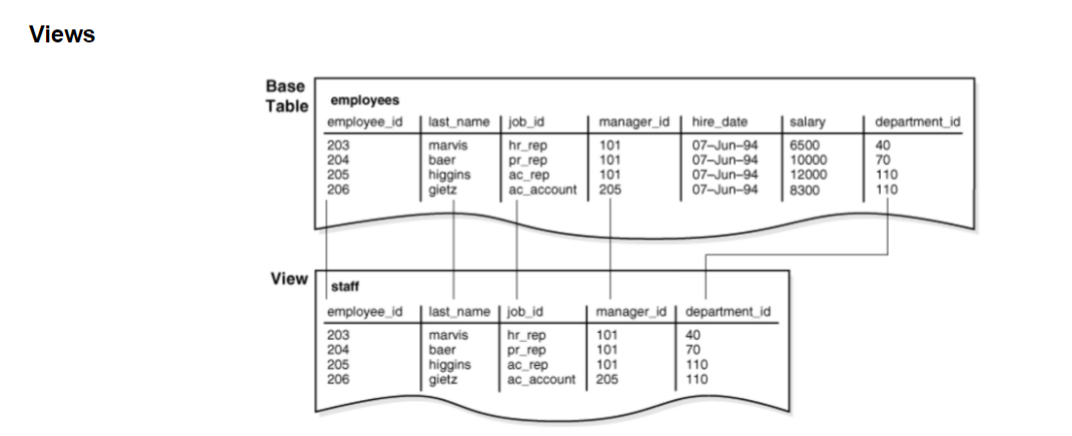 Views
Base
Table
employees
employee_id last_name job_id manager_id hire_date salary department_id
203 marvis hr_rep 101 07–Jun–94 6500 40
204 baer pr_rep 101 07–Jun–94 10000 70
205 higgins ac_rep 101 07–Jun–94 12000 110
206 gietz ac_account 205 07–Jun–94 8300 110
View
staff
employee_id last_name job_id manager_id department_id
203 marvis hr_rep 101 40
204 baer pr_rep 101 70
205 higgins ac_rep 101 110
206 gietz ac_account 205 110